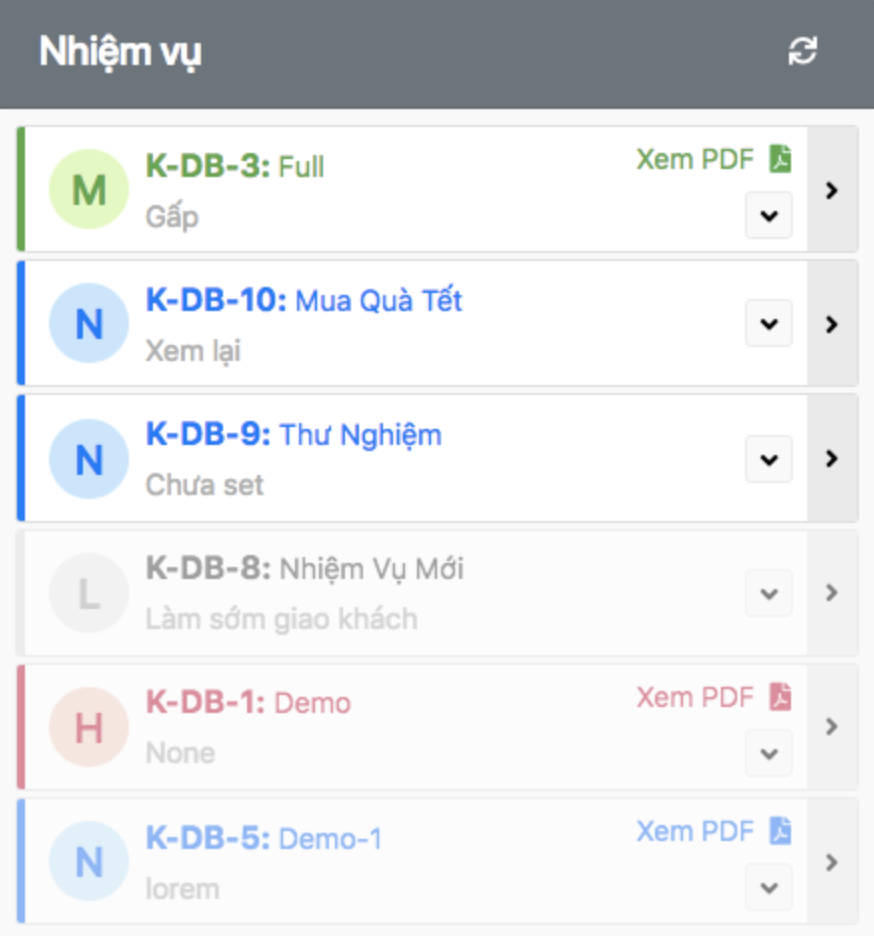 Nhiệm vụ
M
K-DB-3: Full
Xem PDF
Gấp
N
K-DB-10: Mua Quà Tết
Xem lại
N
K-DB-9: Thư Nghiệm
Chưa set
L
K-DB-8: Nhiệm Vụ Mới
Làm sớm giao khách
H
K-DB-1: Demo
Xem PDF
None
N
K-DB-5: Demo-1
Xem PDF
lorem